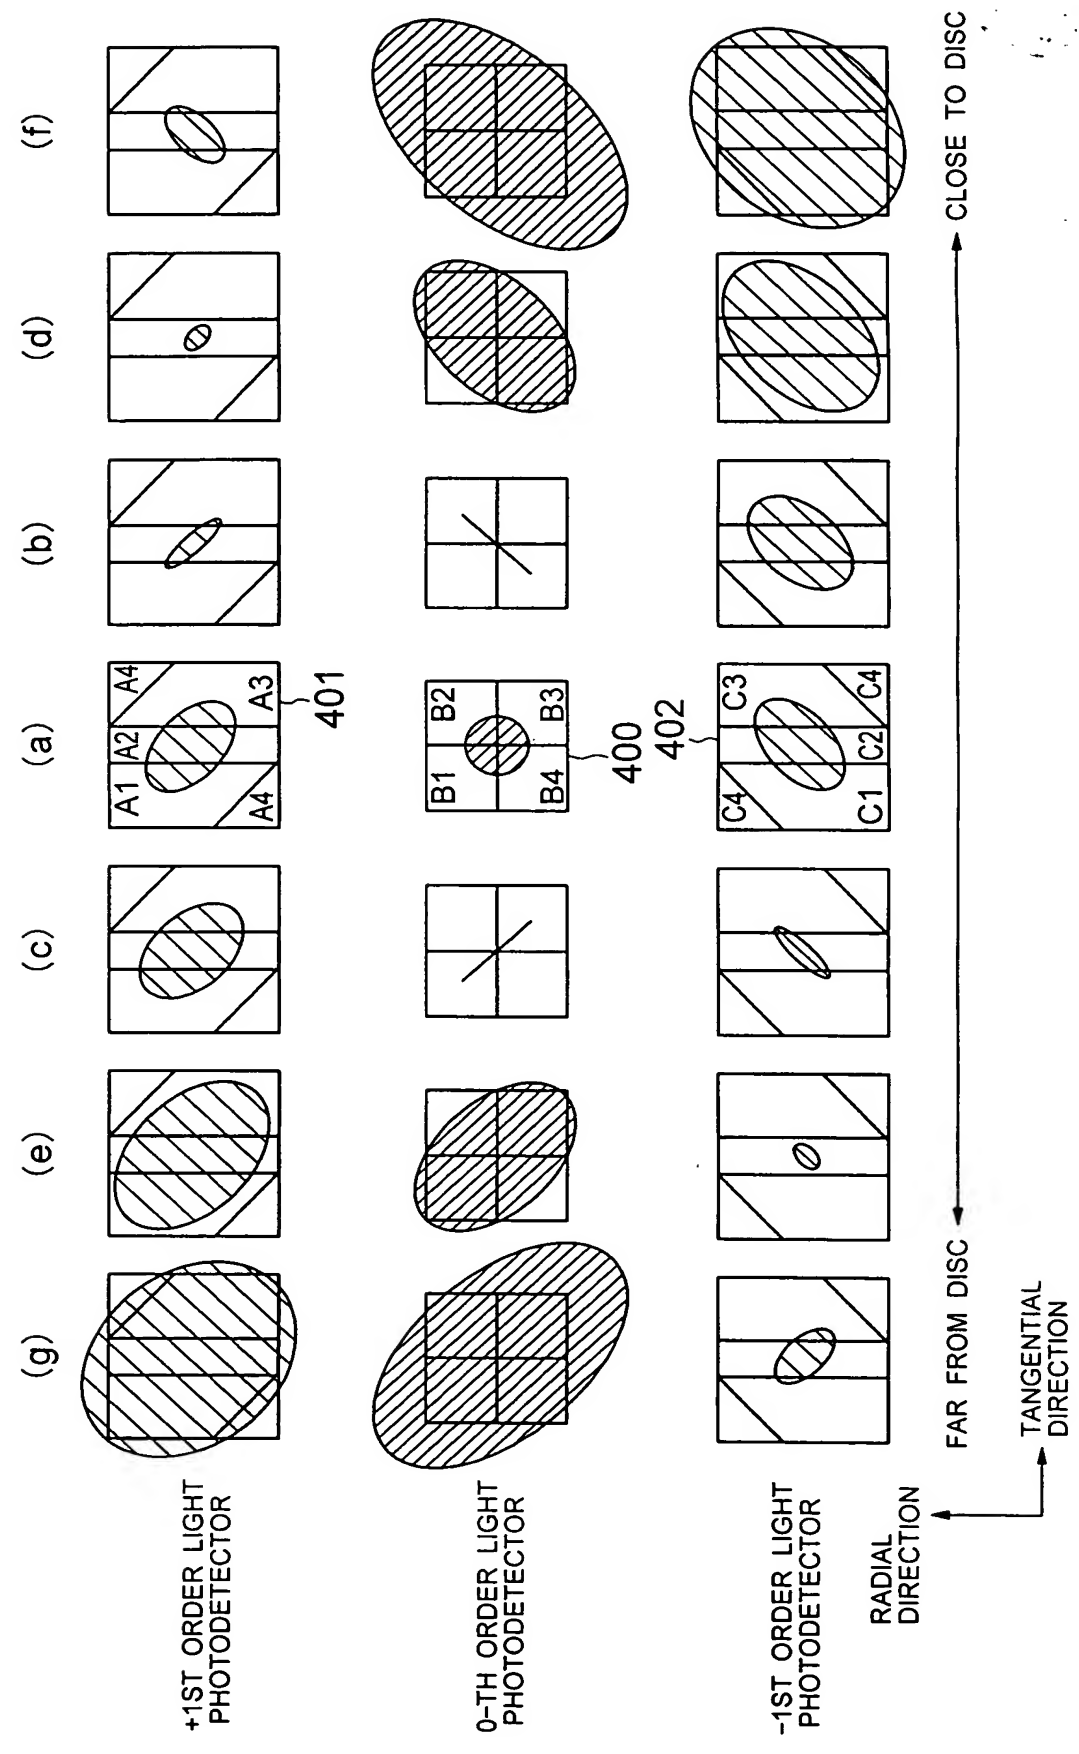 (g)
(e)
(c)
(a)
(b)
(d)
(f)
+1ST ORDER LIGHT
PHOTODETECTOR
A1
A2
A4
A4
A3
401
0-TH ORDER LIGHT
PHOTODETECTOR
B1
B2
B4
B3
400
402
-1ST ORDER LIGHT
PHOTODETECTOR
C4
C3
C1
C2
C4
FAR FROM DISC
CLOSE TO DISC
RADIAL
DIRECTION
TANGENTIAL
DIRECTION